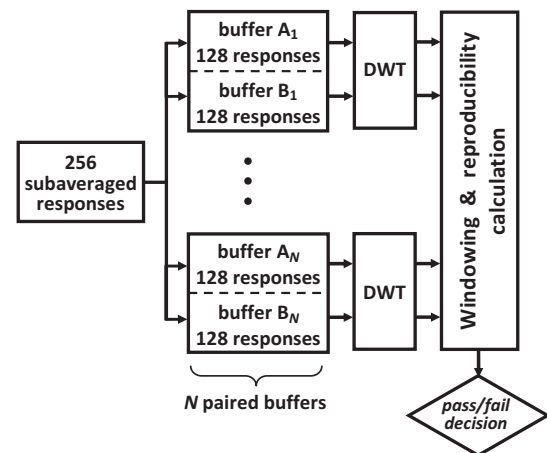 256
subaveraged
responses
buffer A1
128 responses
buffer B1
128 responses
DWT
buffer AN
128 responses
buffer BN
128 responses
DWT
N paired buffers
Windowing & reproducibility
calculation
pass/fail
decision